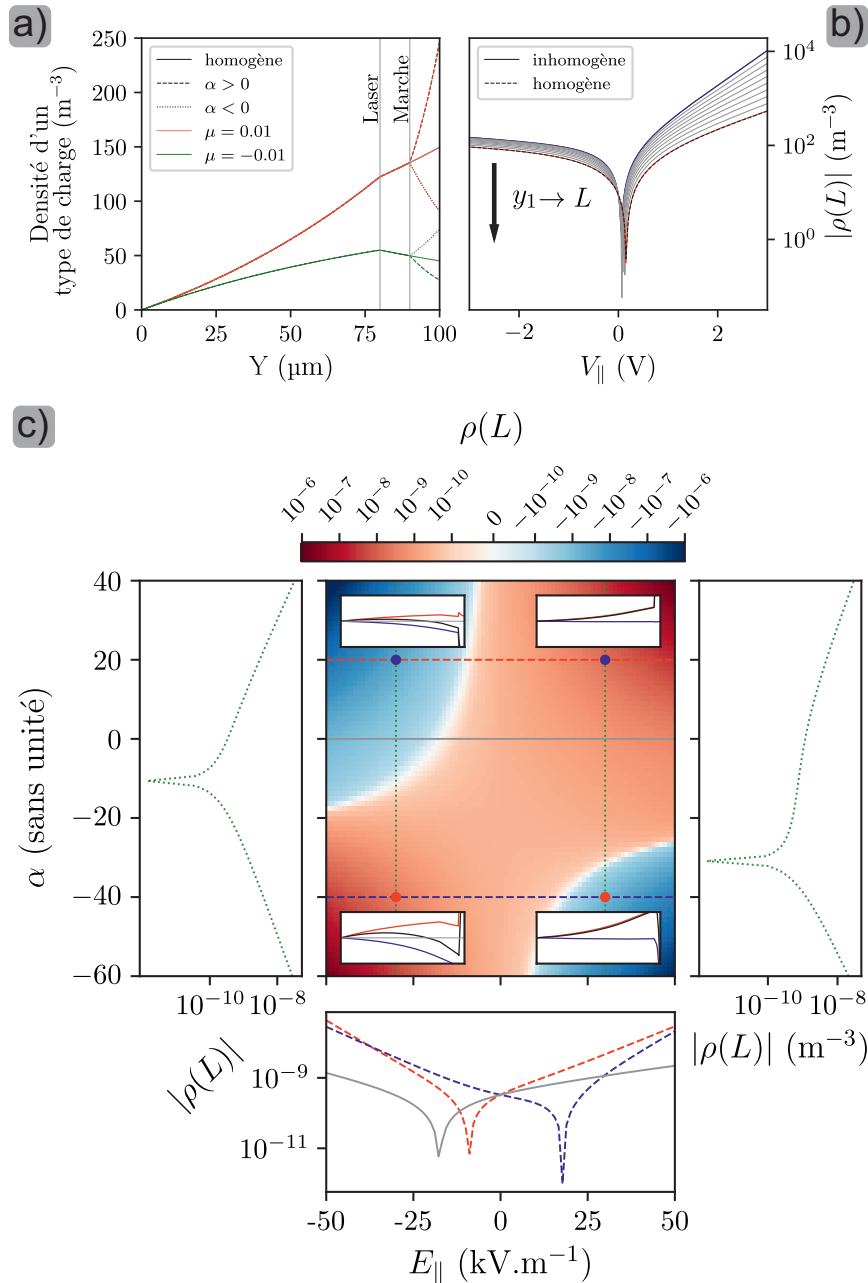 a)
Densité d'un
type de charge (m⁻³)
250
200
150
100
50
0
homogène
α > 0
α < 0
μ = 0.01
μ = −0.01
Laser
Marche
0
25
50
75
100
Y (µm)
b)
inhomogène
homogène
y₁ → L
10⁴
10²
10⁰
|ρ(L)| (m⁻³)
−2
0
2
V∥ (V)
c)
ρ(L)
10⁻⁶
10⁻⁷
10⁻⁸
10⁻⁹
10⁻¹⁰
0
−10⁻¹⁰
−10⁻⁹
−10⁻⁸
−10⁻⁷
−10⁻⁶
α (sans unité)
40
20
0
−20
−40
−60
10⁻¹⁰
10⁻⁸
10⁻¹⁰
10⁻⁸
|ρ(L)| (m⁻³)
|ρ(L)|
10⁻⁹
10⁻¹¹
-50
-25
0
25
50
E∥ (kV.m⁻¹)